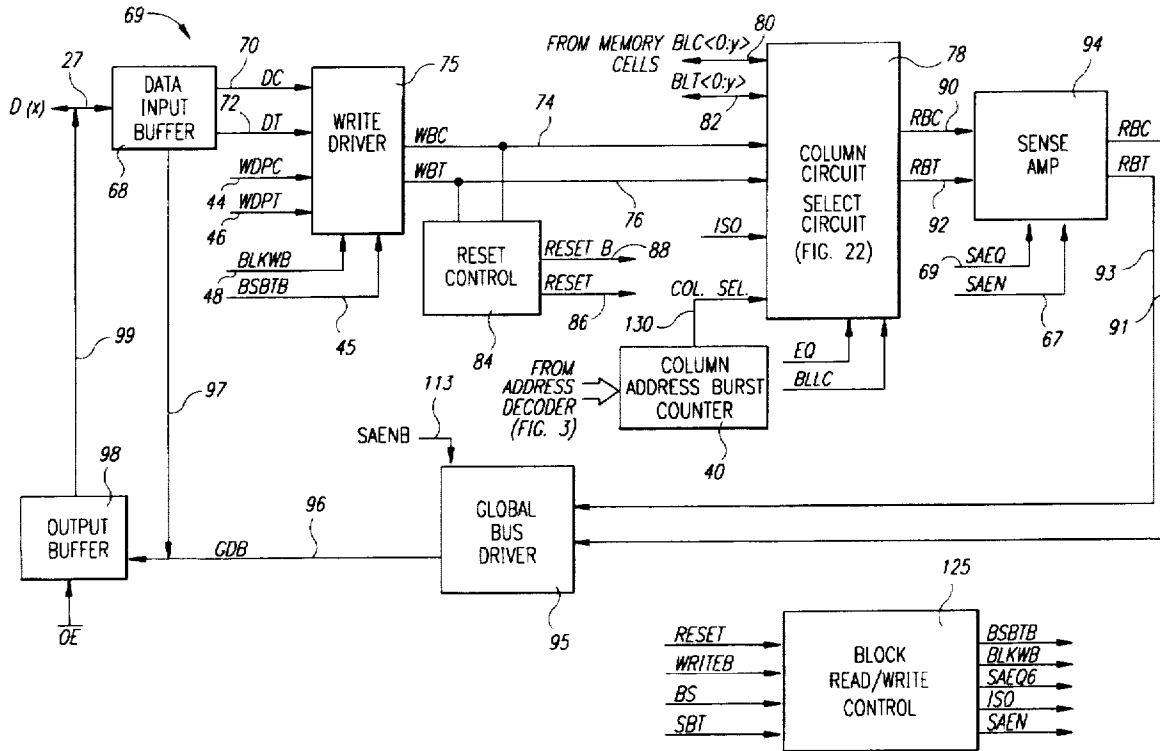 69
27
D (x)
DATA
INPUT
BUFFER
68
70
DC
72
DT
WDPC
44
WDPT
46
BLKWB
48
BSBTB
45
75
WRITE
DRIVER
WBC
WBT
74
76
RESET
CONTROL
84
RESET B
88
RESET
86
FROM MEMORY
CELLS
BLC<0:y>
80
BLT<0:y>
82
ISO
COL. SEL.
130
78
COLUMN
CIRCUIT
SELECT
CIRCUIT
(FIG. 22)
EQ
BLLC
FROM
ADDRESS
DECODER
(FIG. 3)
COLUMN
ADDRESS BURST
COUNTER
40
RBC
90
RBT
92
94
SENSE
AMP
SAEQ
69
SAEN
67
RBC
RBT
93
91
99
97
98
OUTPUT
BUFFER
OE
GDB
96
SAENB
113
GLOBAL
BUS
DRIVER
95
125
RESET
WRITEB
BS
SBT
BLOCK
READ/WRITE
CONTROL
BSBTB
BLKWB
SAEQ6
ISO
SAEN